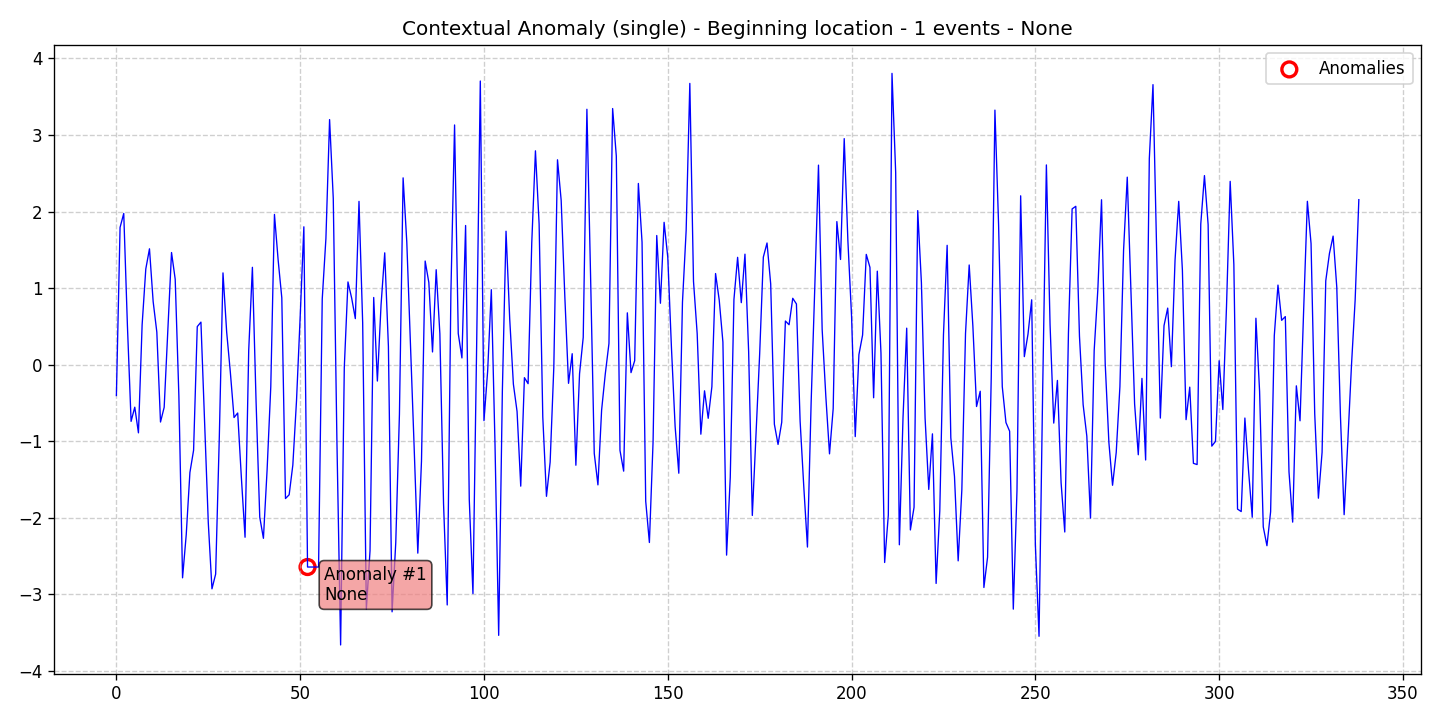 Contextual Anomaly (single) - Beginning location - 1 events - None
Anomalies
4
3
2
1
0
−1
−2
−3
−4
Anomaly #1
None
0 50 100 150 200 250 300 350